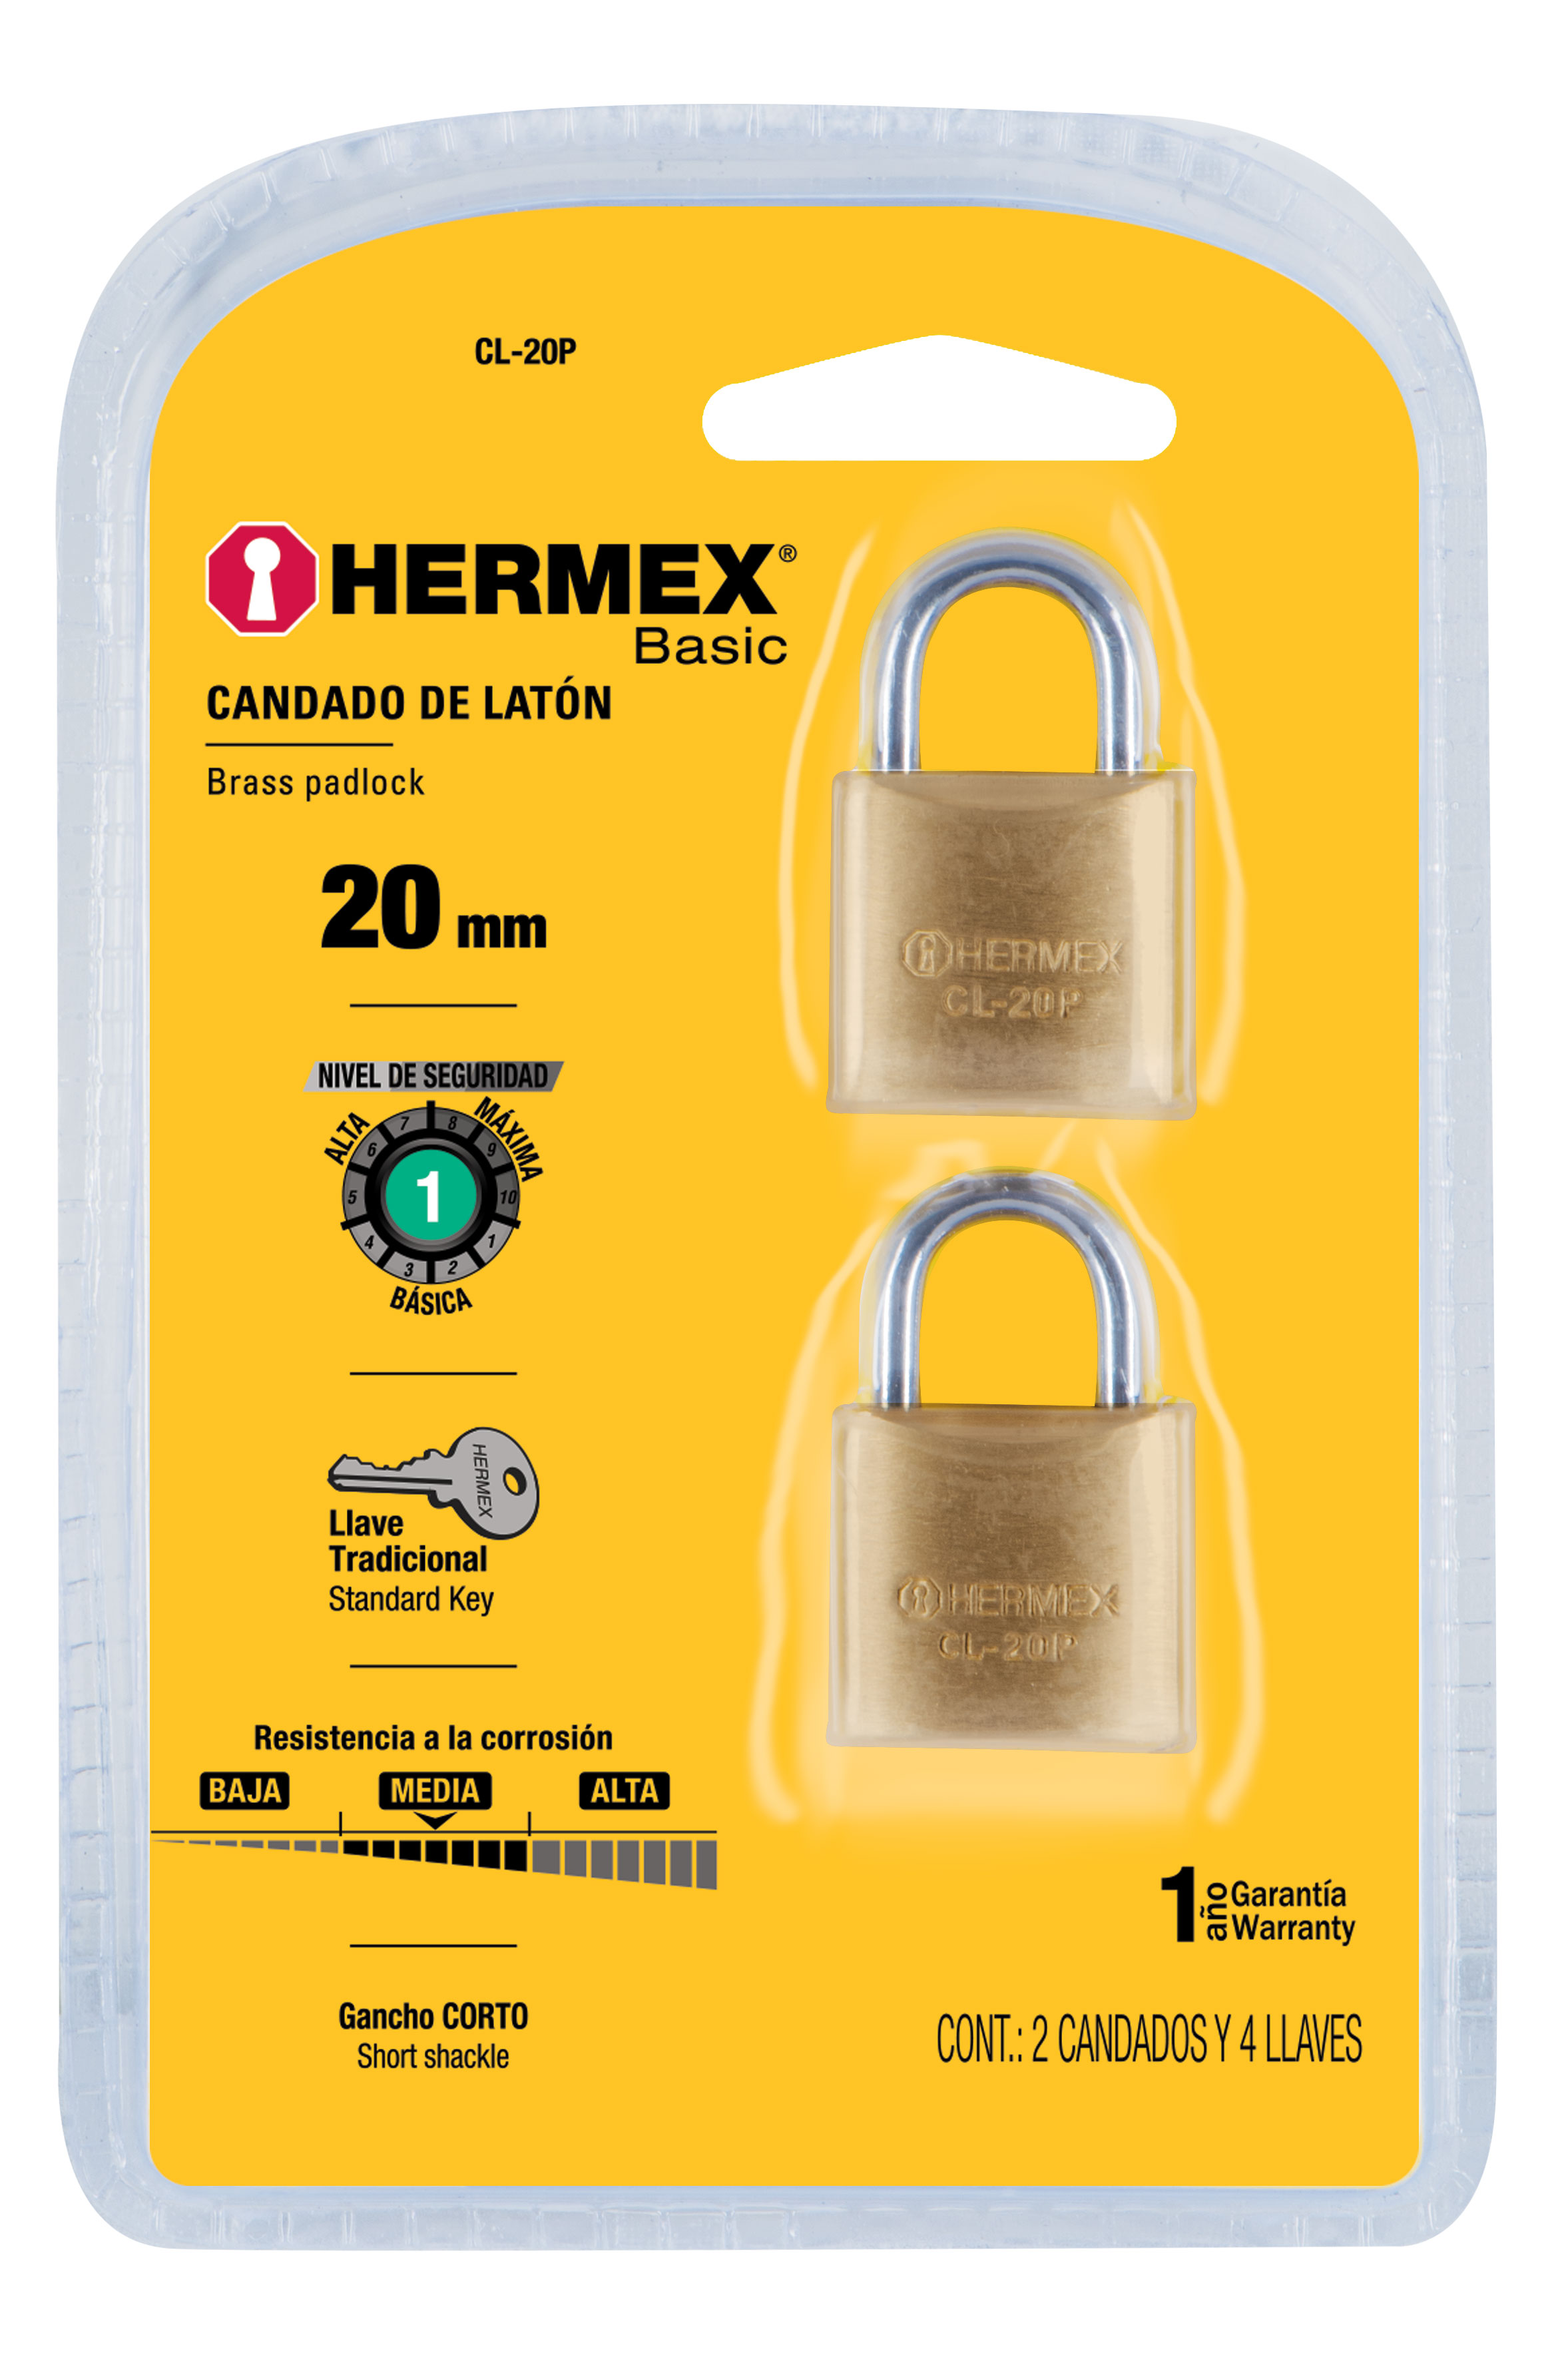 CL-20P
HERMEX®
Basic
CANDADO DE LATÓN
Brass padlock
20 mm
NIVEL DE SEGURIDAD
ALTA
MÁXIMA
7 8
6 9
5 1 10
4 1
3 2
BÁSICA
HERMEX
Llave
Tradicional
Standard Key
Resistencia a la corrosión
BAJA MEDIA ALTA
Gancho CORTO
Short shackle
HERMEX
CL-20P
HERMEX
CL-20P
1 año Garantía
Warranty
CONT.: 2 CANDADOS Y 4 LLAVES